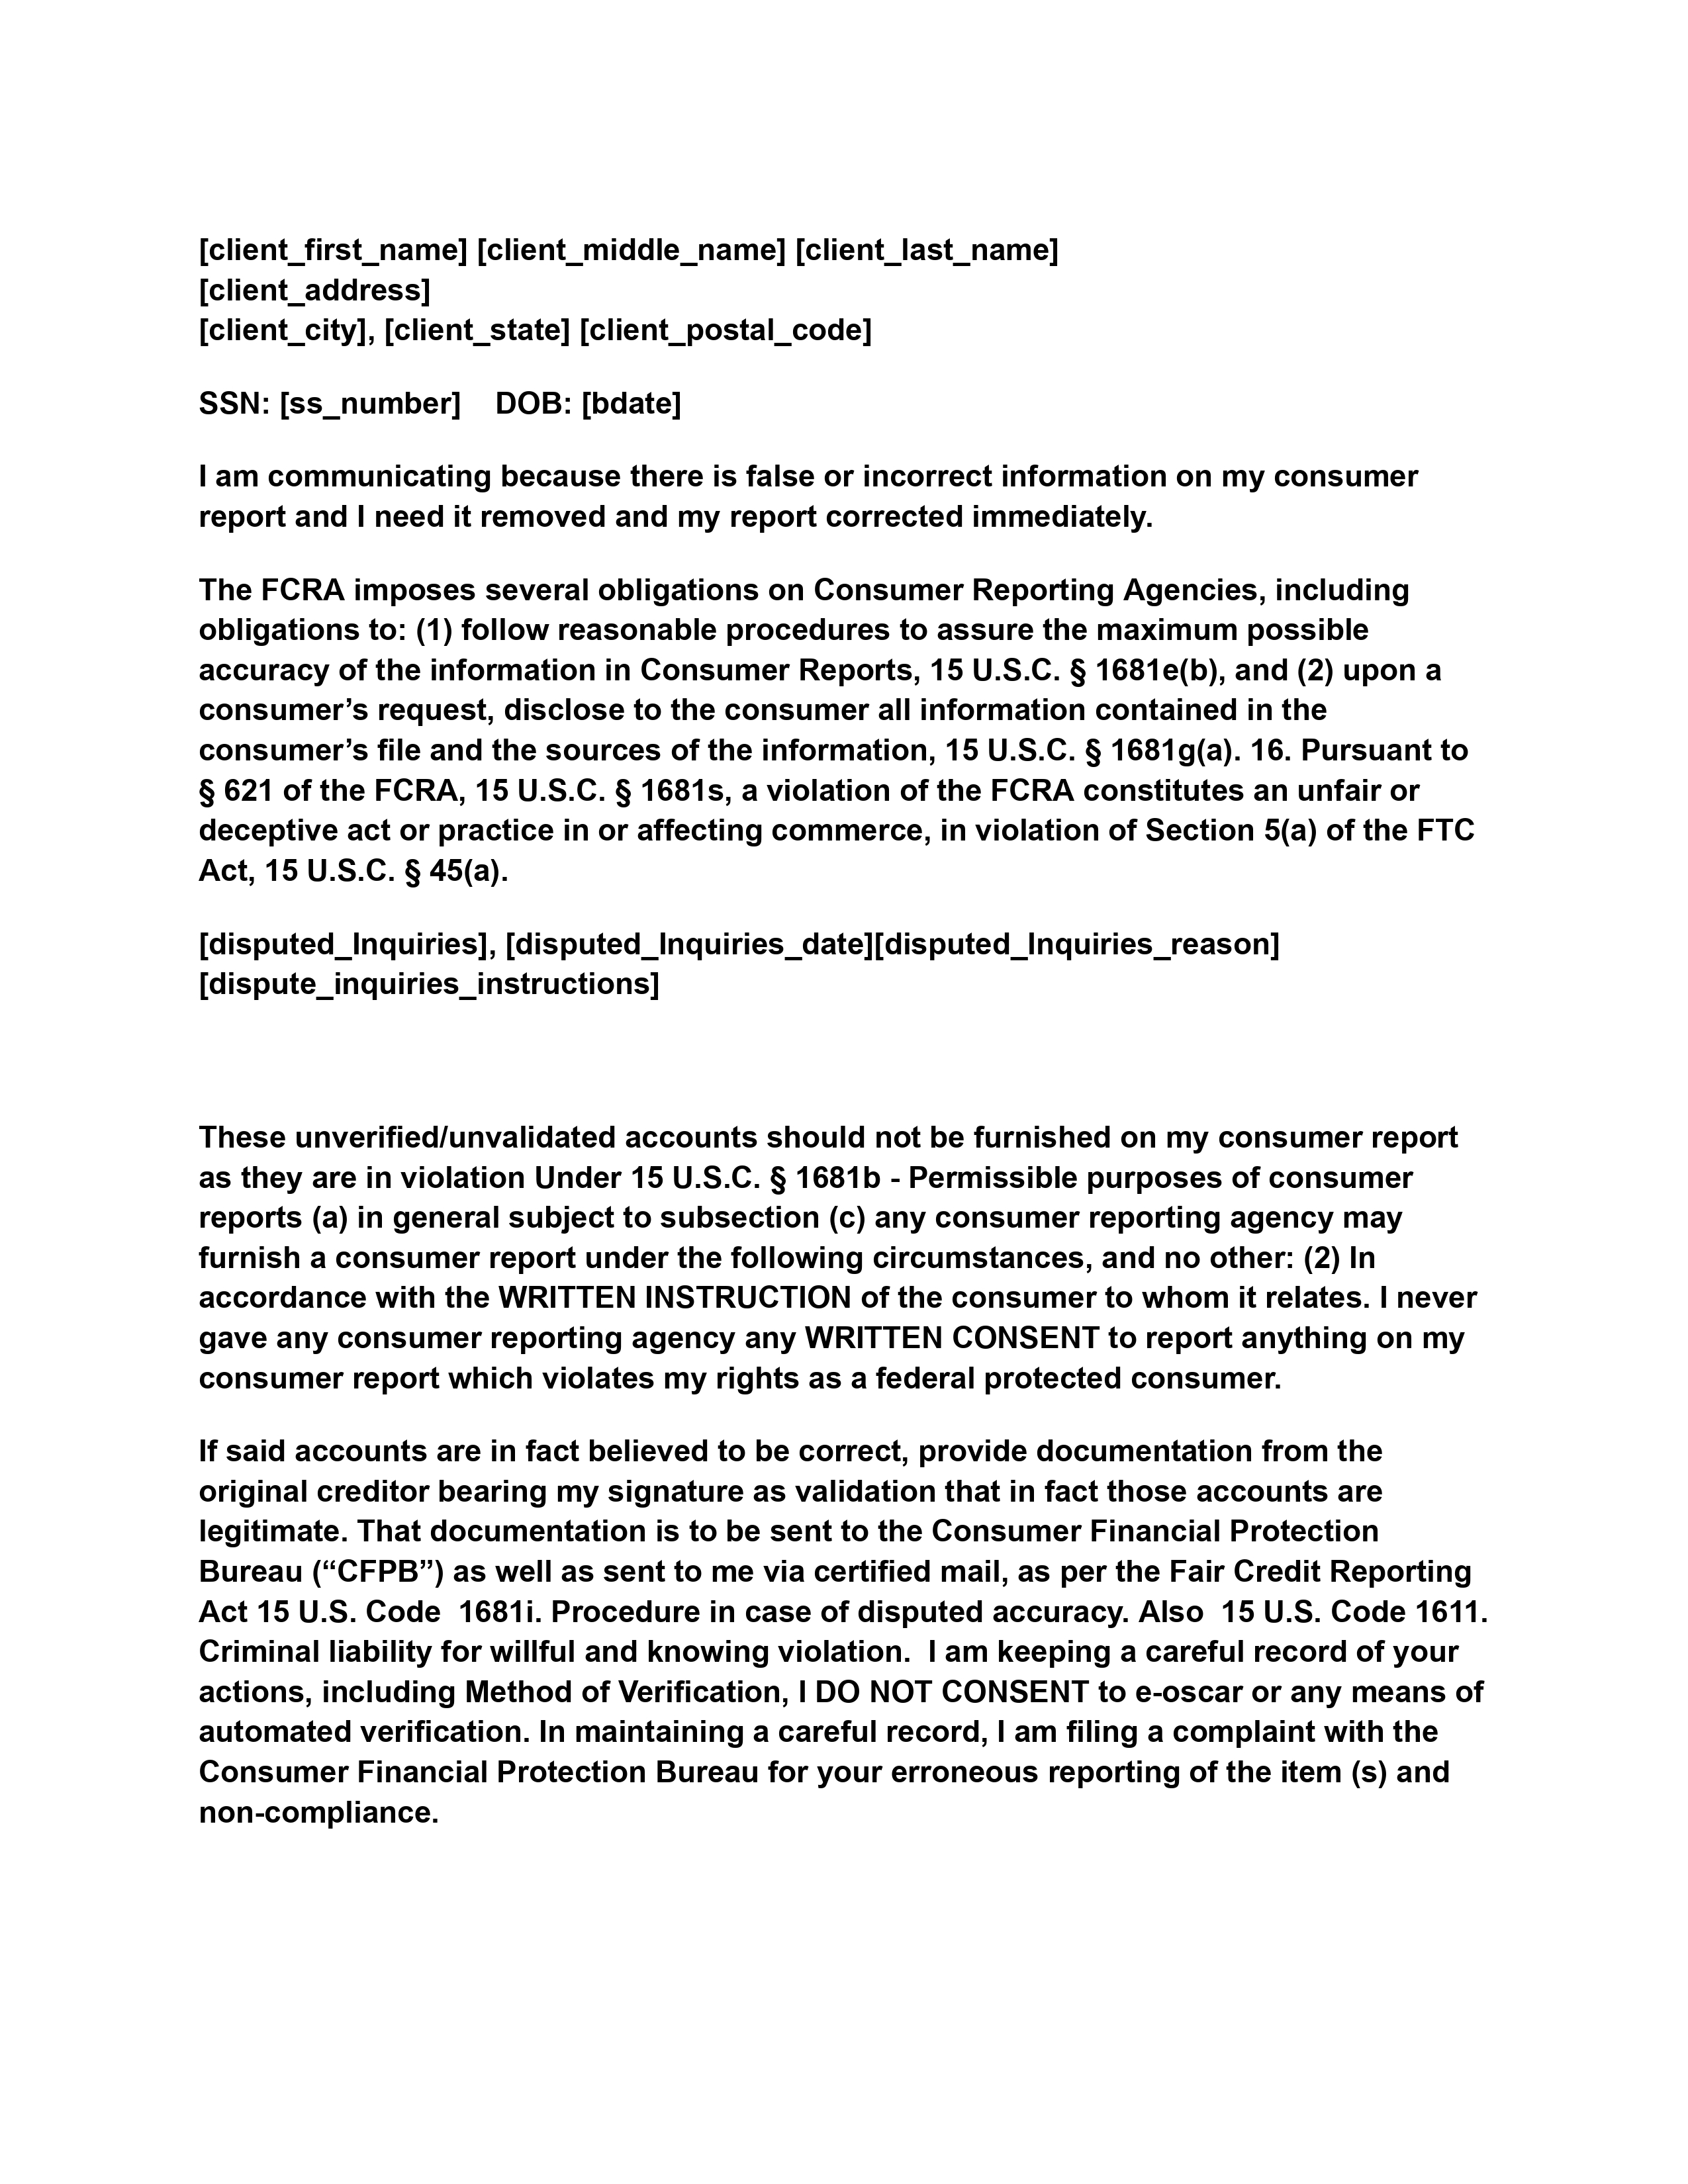 [client_first_name] [client_middle_name] [client_last_name]
[client_address]
[client_city], [client_state] [client_postal_code]
SSN: [ss_number]    DOB: [bdate]
I am communicating because there is false or incorrect information on my consumer
report and I need it removed and my report corrected immediately.
The FCRA imposes several obligations on Consumer Reporting Agencies, including
obligations to: (1) follow reasonable procedures to assure the maximum possible
accuracy of the information in Consumer Reports, 15 U.S.C. § 1681e(b), and (2) upon a
consumer’s request, disclose to the consumer all information contained in the
consumer’s file and the sources of the information, 15 U.S.C. § 1681g(a). 16. Pursuant to
§ 621 of the FCRA, 15 U.S.C. § 1681s, a violation of the FCRA constitutes an unfair or
deceptive act or practice in or affecting commerce, in violation of Section 5(a) of the FTC
Act, 15 U.S.C. § 45(a).
[disputed_Inquiries], [disputed_Inquiries_date][disputed_Inquiries_reason]
[dispute_inquiries_instructions]
These unverified/unvalidated accounts should not be furnished on my consumer report
as they are in violation Under 15 U.S.C. § 1681b - Permissible purposes of consumer
reports (a) in general subject to subsection (c) any consumer reporting agency may
furnish a consumer report under the following circumstances, and no other: (2) In
accordance with the WRITTEN INSTRUCTION of the consumer to whom it relates. I never
gave any consumer reporting agency any WRITTEN CONSENT to report anything on my
consumer report which violates my rights as a federal protected consumer.
If said accounts are in fact believed to be correct, provide documentation from the
original creditor bearing my signature as validation that in fact those accounts are
legitimate. That documentation is to be sent to the Consumer Financial Protection
Bureau (“CFPB”) as well as sent to me via certified mail, as per the Fair Credit Reporting
Act 15 U.S. Code  1681i. Procedure in case of disputed accuracy. Also  15 U.S. Code 1611.
Criminal liability for willful and knowing violation.  I am keeping a careful record of your
actions, including Method of Verification, I DO NOT CONSENT to e-oscar or any means of
automated verification. In maintaining a careful record, I am filing a complaint with the
Consumer Financial Protection Bureau for your erroneous reporting of the item (s) and
non-compliance.